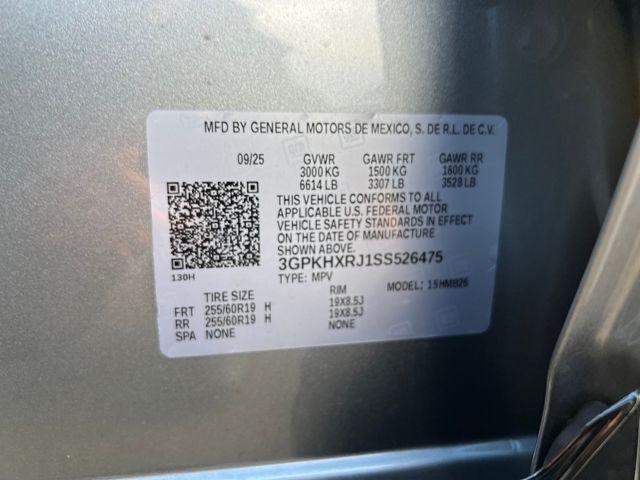 MFD BY GENERAL MOTORS DE MEXICO, S. DE R.L. DE C.V.
09/25 GVWR GAWR FRT GAWR RR
3000 KG 1500 KG 1600 KG
6614 LB 3307 LB 3528 LB
THIS VEHICLE CONFORMS TO ALL
APPLICABLE U.S. FEDERAL MOTOR
VEHICLE SAFETY STANDARDS IN EFFECT
ON THE DATE OF MANUFACTURE
SHOWN ABOVE.
130H 3GPKHXRJ1SS526475
TYPE: MPV MODEL: 15HMB26
TIRE SIZE RIM
FRT 255/60R19 H 19X8.5J
RR 255/60R19 H 19X8.5J
SPA NONE NONE